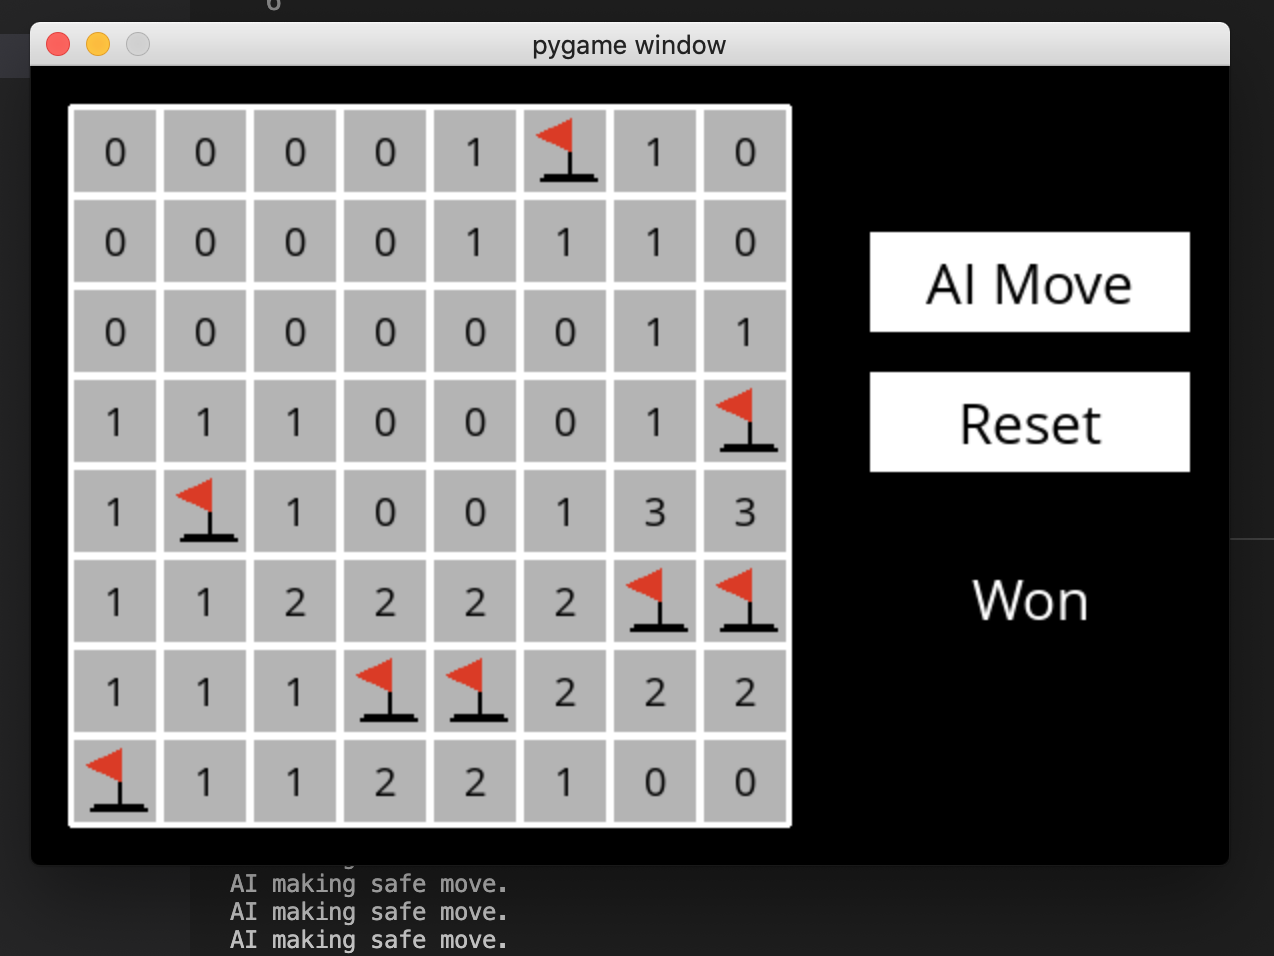 pygame window
0 0 0 0 1 1 0
0 0 0 0 1 1 1 0
0 0 0 0 0 0 1 1
1 1 1 0 0 0 1
1 1 0 0 1 3 3
1 1 2 2 2 2
1 1 1 2 2 2
1 1 2 2 1 0 0
AI Move
Reset
Won
AI making safe move.
AI making safe move.
AI making safe move.